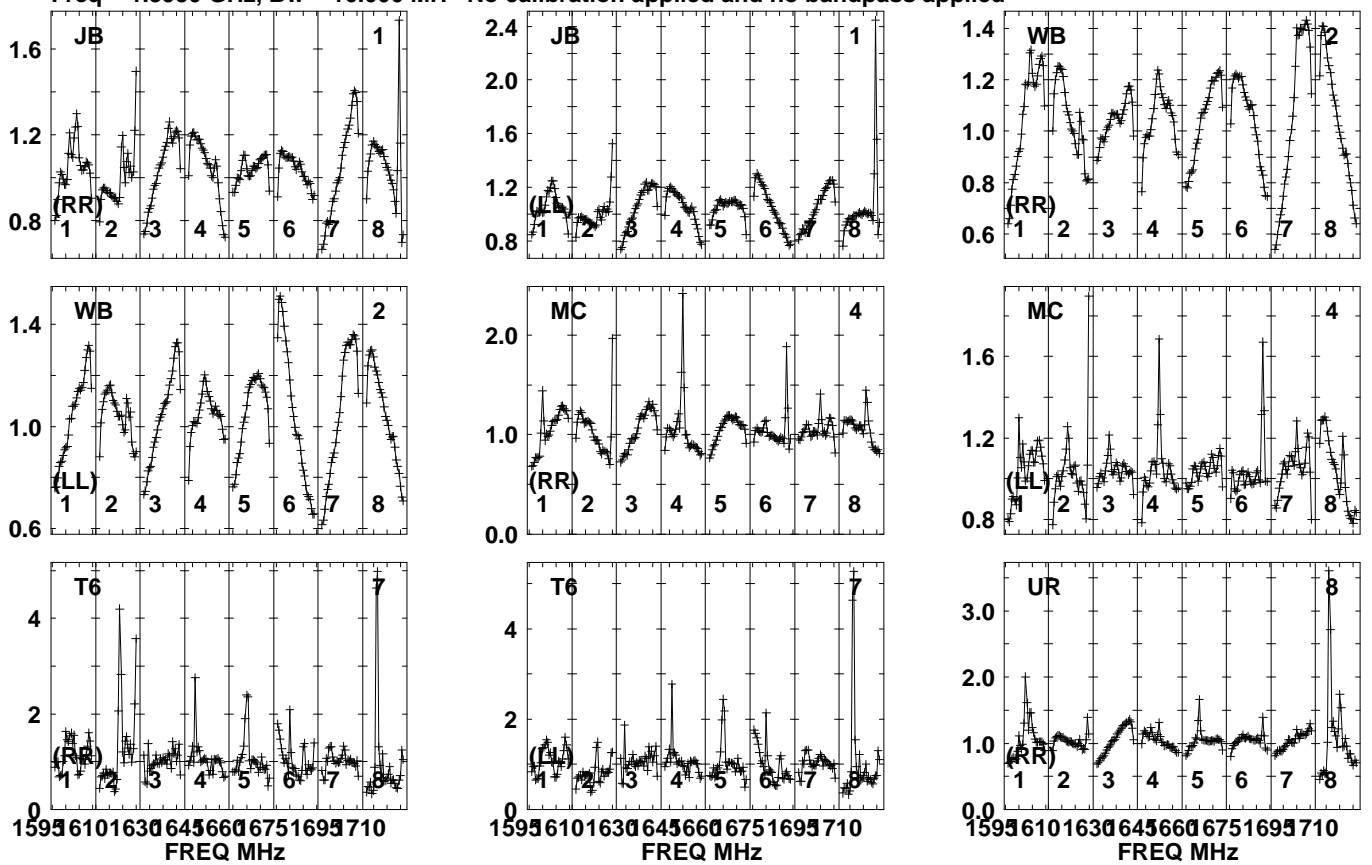 Freq GHz, Bw = 16.000 MH No calibration applied and no bandpass applied
JB 1 JB 1 WB 2
1.6 2.4 1.4
2.0 1.2
1.2 1.6 1.0
1.2 0.8
0.8 0.8 0.6
(RR) (LL) (RR)
1 2 3 4 5 6 7 8 1 2 3 4 5 6 7 8 1 2 3 4 5 6 7 8
WB 2 MC 4 MC 4
1.4 2.0 1.6
1.2
1.0 1.0 1.2
0.8
0.6 0.0 0.8
(LL) (RR) (LL)
1 2 3 4 5 6 7 8 1 2 3 4 5 6 7 8 1 2 3 4 5 6 7 8
T6 7 T6 7 UR 8
4 4 3.0
2.0
2 2 1.0
0 0 0.0
(RR) (LL) (RR)
1 2 3 4 5 6 7 8 1 2 3 4 5 6 7 8 1 2 3 4 5 6 7 8
1595 1610 1630 1645 1660 1675 1695 1710 1595 1610 1630 1645 1660 1675 1695 1710 1595 1610 1630 1645 1660 1675 1695 1710
FREQ MHz FREQ MHz FREQ MHz